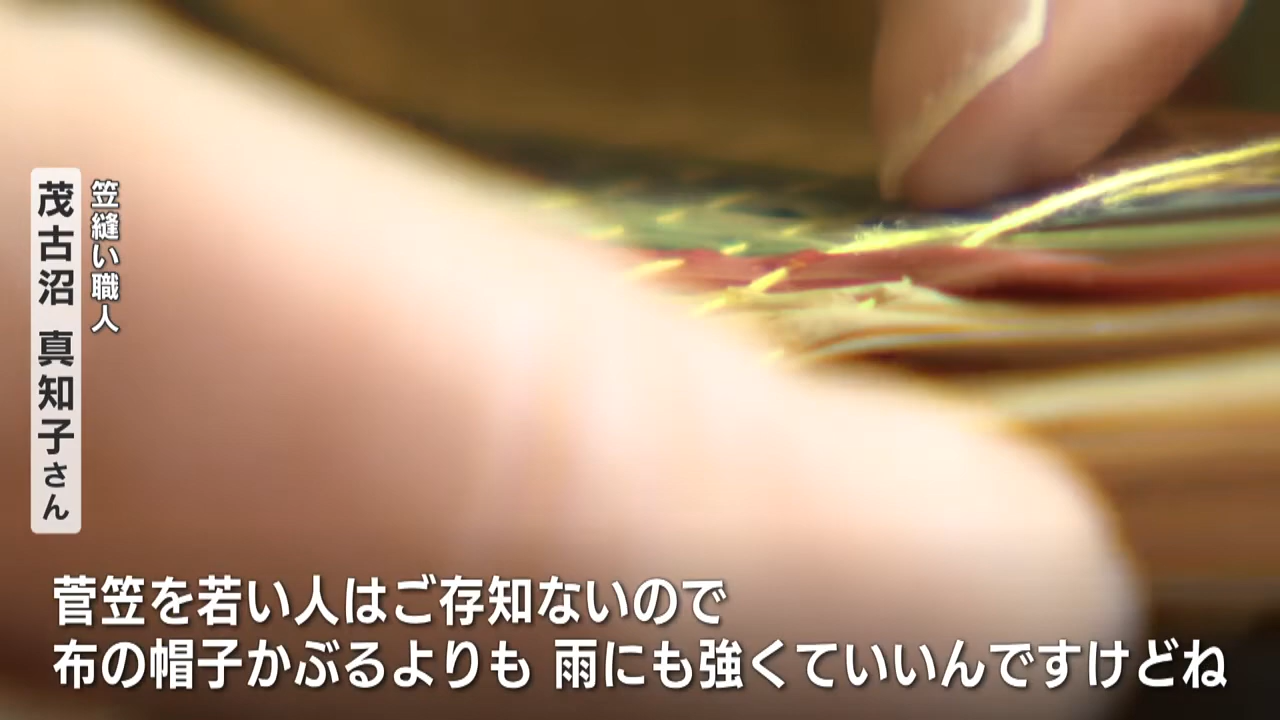 笠縫い職人
茂古沼 真知子さん
菅笠を若い人はご存知ないので
布の帽子かぶるよりも 雨にも強くていいんですけどね